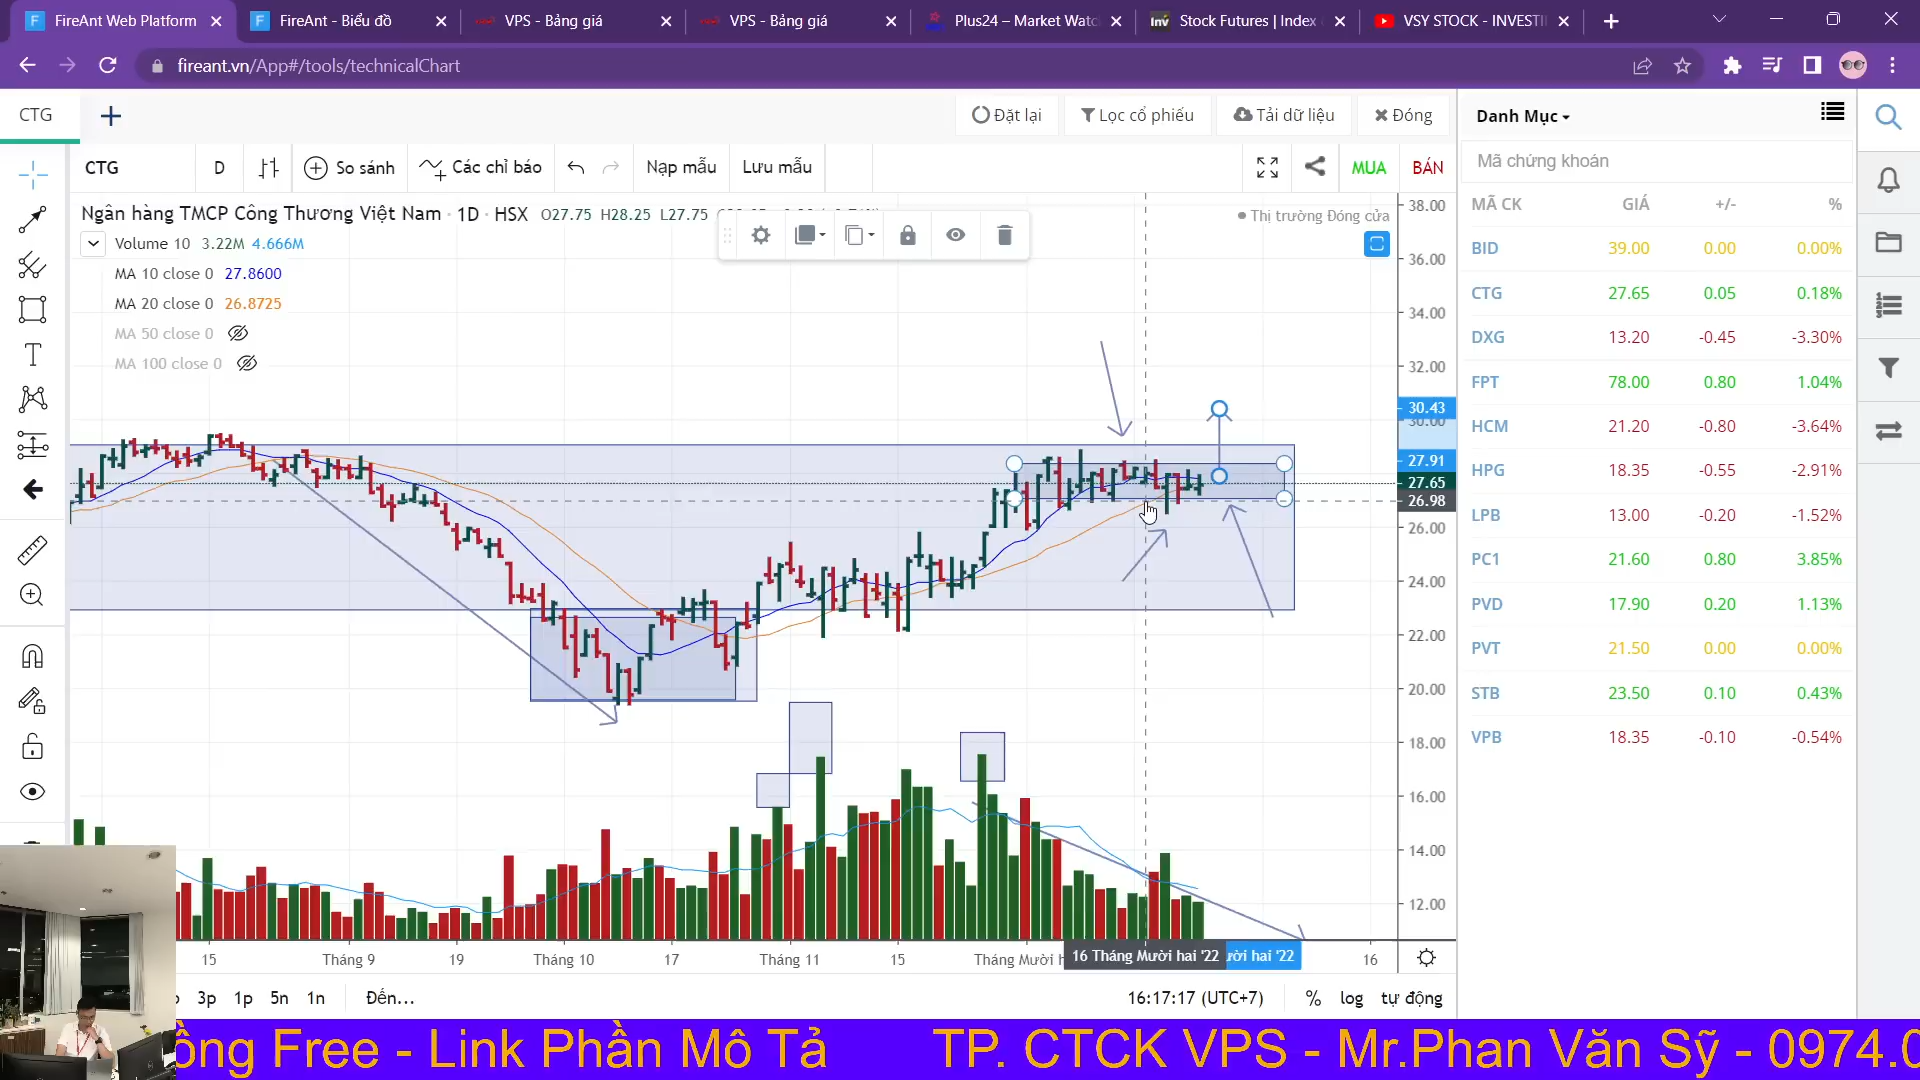 FireAnt Web Platform
FireAnt - Biểu đồ
VPS - Bảng giá
VPS - Bảng giá
Plus24 – Market Watc
Stock Futures | Index
VSY STOCK - INVESTI
fireant.vn/App#/tools/technicalChart
CTG
Đặt lại
Lọc cổ phiếu
Tải dữ liệu
Đóng
Danh Mục
CTG
D
So sánh
Các chỉ báo
Nạp mẫu
Lưu mẫu
MUA
BÁN
Mã chứng khoán
Ngân hàng TMCP Công Thương Việt Nam · 1D · HSX O27.75 H28.25 L27.75
Thị trường Đóng cửa
Volume 10 3.22M 4.666M
MA 10 close 0 27.8600
MA 20 close 0 26.8725
MA 50 close 0
MA 100 close 0
38.00
36.00
34.00
32.00
30.43
30.00
27.91
27.65
26.98
26.00
24.00
22.00
20.00
18.00
16.00
14.00
12.00
MÃ CK GIÁ +/- %
BID 39.00 0.00 0.00%
CTG 27.65 0.05 0.18%
DXG 13.20 -0.45 -3.30%
FPT 78.00 0.80 1.04%
HCM 21.20 -0.80 -3.64%
HPG 18.35 -0.55 -2.91%
LPB 13.00 -0.20 -1.52%
PC1 21.60 0.80 3.85%
PVD 17.90 0.20 1.13%
PVT 21.50 0.00 0.00%
STB 23.50 0.10 0.43%
VPB 18.35 -0.10 -0.54%
15 Tháng 9 19 Tháng 10 17 Tháng 11 15 Tháng Mười h 16 Tháng Mười hai '22 ười hai '22 16
3p 1p 5n 1n Đến...
16:17:17 (UTC+7) % log tự động
ồng Free - Link Phần Mô Tả TP. CTCK VPS - Mr.Phan Văn Sỹ - 0974.0